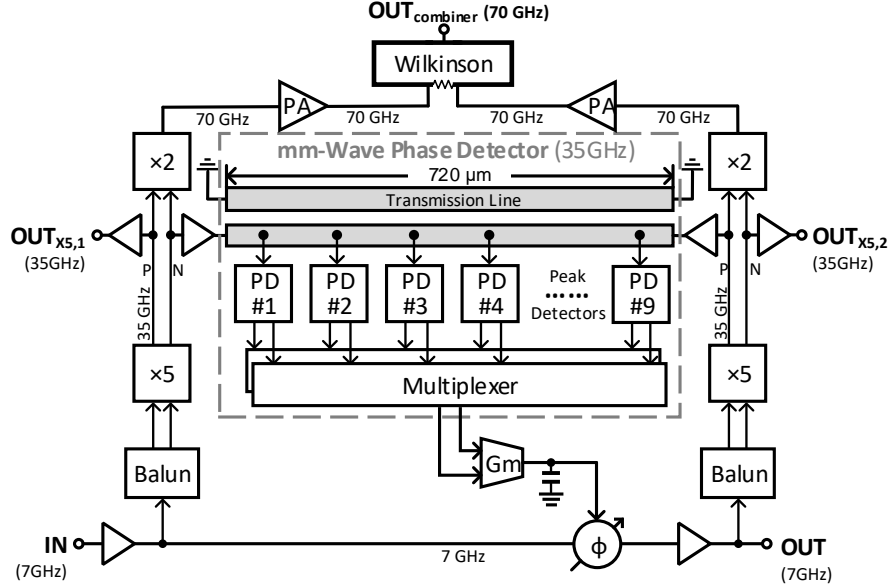 OUTcombiner (70 GHz)
Wilkinson
PA
PA
70 GHz
70 GHz
70 GHz
70 GHz
×2
×2
mm-Wave Phase Detector (35GHz)
720 µm
Transmission Line
OUTX5,1
(35GHz)
P
N
P
N
OUTX5,2
(35GHz)
35 GHz
35 GHz
PD
#1
PD
#2
PD
#3
PD
#4
Peak
......
Detectors
PD
#9
×5
×5
Multiplexer
Gm
Balun
Balun
IN
(7GHz)
7 GHz
ϕ
OUT
(7GHz)